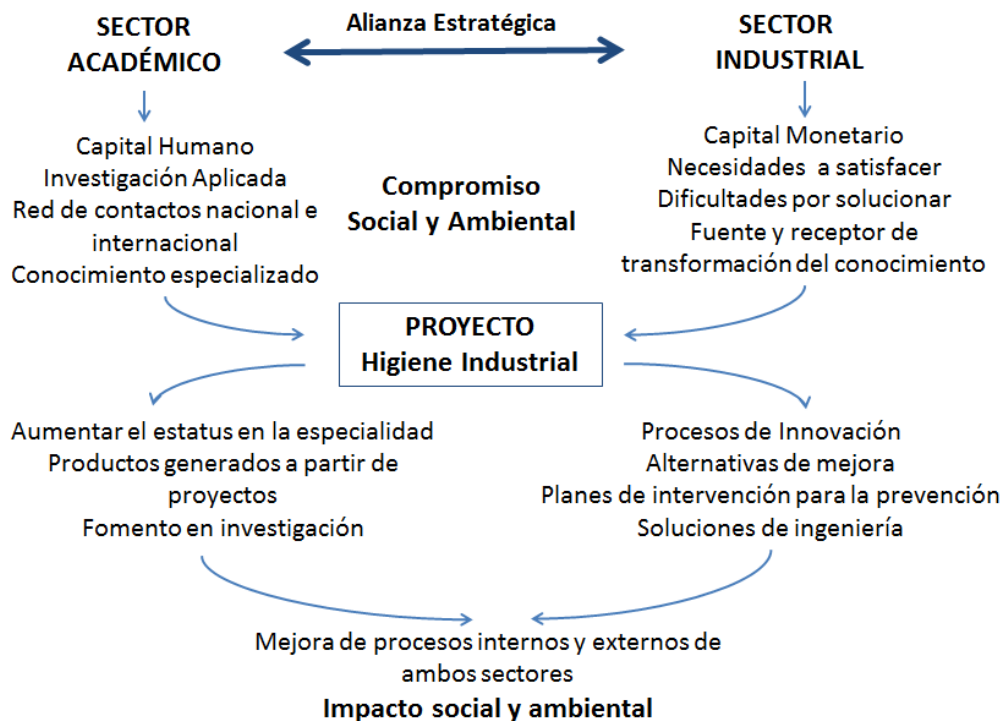 SECTOR
ACADÉMICO
Alianza Estratégica
SECTOR
INDUSTRIAL
Capital Humano
Investigación Aplicada
Red de contactos nacional e
internacional
Conocimiento especializado
Compromiso
Social y Ambiental
Capital Monetario
Necesidades a satisfacer
Dificultades por solucionar
Fuente y receptor de
transformación del conocimiento
PROYECTO
Higiene Industrial
Aumentar el estatus en la especialidad
Productos generados a partir de
proyectos
Fomento en investigación
Procesos de Innovación
Alternativas de mejora
Planes de intervención para la prevención
Soluciones de ingeniería
Mejora de procesos internos y externos de
ambos sectores
Impacto social y ambiental